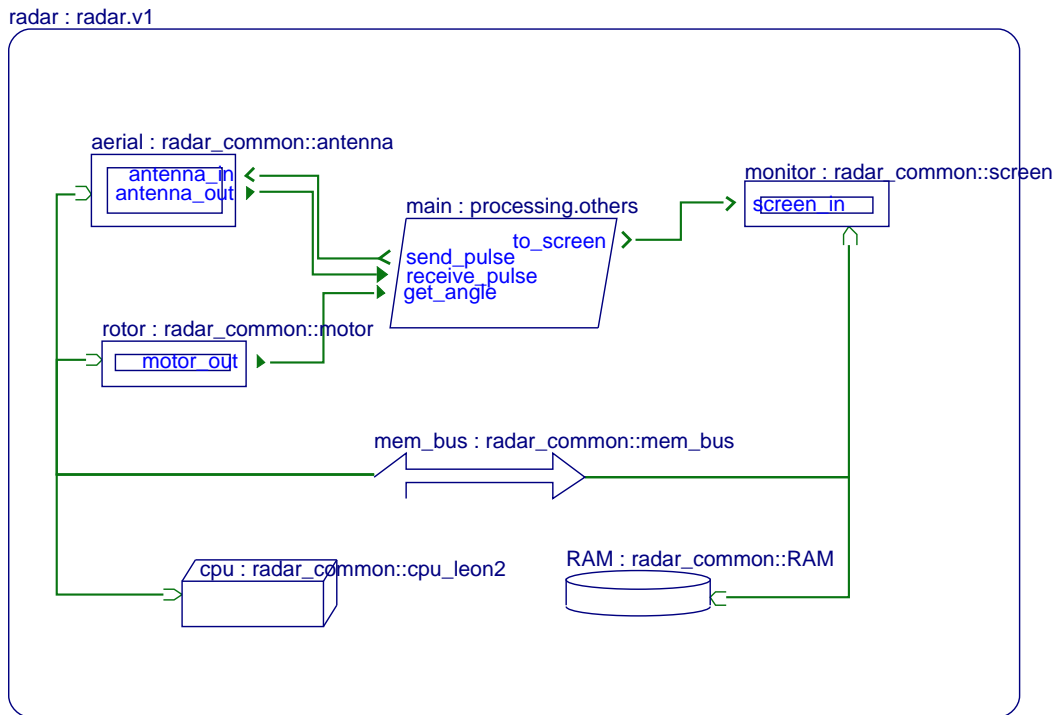 radar : radar.v1
aerial : radar_common::antenna
antenna_in
antenna_out
monitor : radar_common::screen
screen_in
main : processing.others
to_screen
send_pulse
receive_pulse
get_angle
rotor : radar_common::motor
motor_out
mem_bus : radar_common::mem_bus
cpu : radar_common::cpu_leon2
RAM : radar_common::RAM